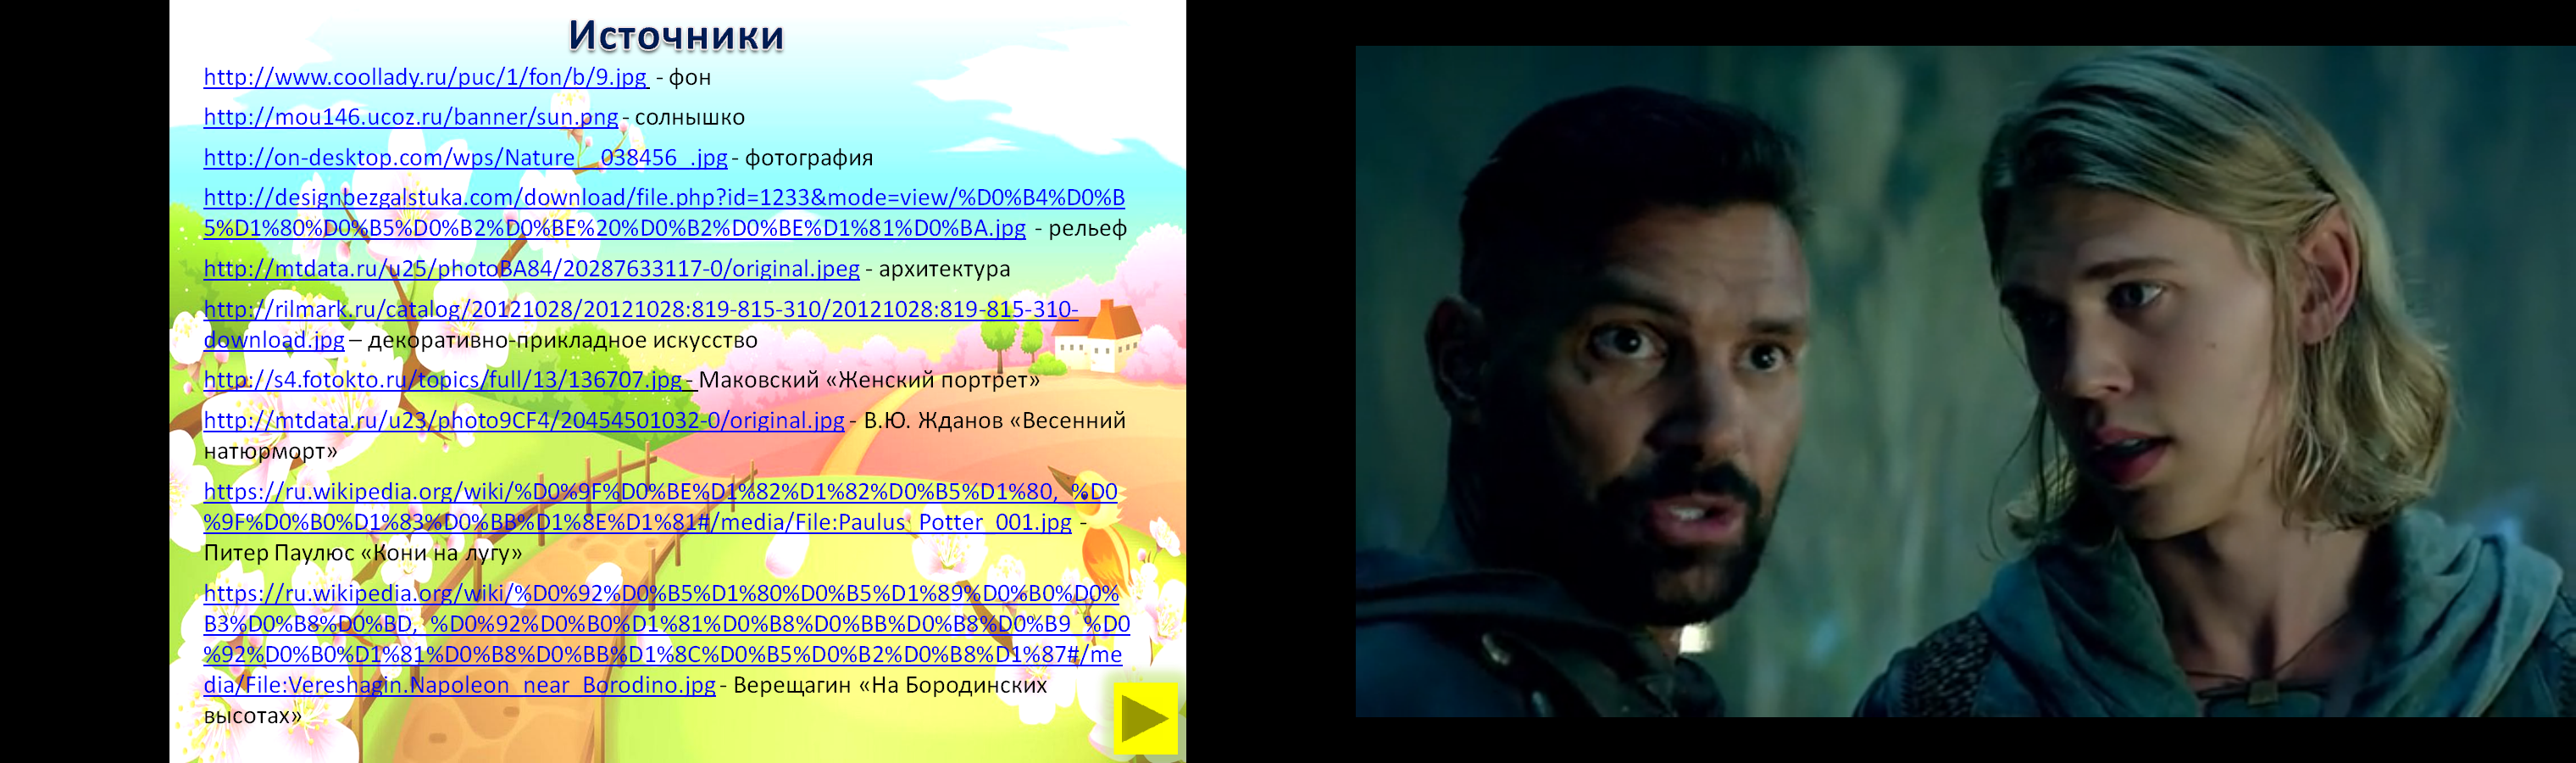 Источники
http://www.coollady.ru/puc/1/fon/b/9.jpg - фон
http://mou146.ucoz.ru/banner/sun.png - солнышко
http://on-desktop.com/wps/Nature__038456_.jpg - фотография
http://designbezgalstuka.com/download/file.php?id=1233&mode=view/%D0%B4%D0%B
5%D1%80%D0%B5%D0%B2%D0%BE%20%D0%B2%D0%BE%D1%81%D0%BA.jpg - рельеф
http://mtdata.ru/u25/photoBA84/20287633117-0/original.jpeg - архитектура
http://rilmark.ru/catalog/20121028/20121028:819-815-310/20121028:819-815-310-
download.jpg – декоративно-прикладное искусство
http://s4.fotokto.ru/topics/full/13/136707.jpg - Маковский «Женский портрет»
http://mtdata.ru/u23/photo9CF4/20454501032-0/original.jpg - В.Ю. Жданов «Весенний
натюрморт»
https://ru.wikipedia.org/wiki/%D0%9F%D0%BE%D1%82%D1%82%D0%B5%D1%80,_%D0
%9F%D0%B0%D1%83%D0%BB%D1%8E%D1%81#/media/File:Paulus_Potter_001.jpg -
Питер Паулюс «Кони на лугу»
https://ru.wikipedia.org/wiki/%D0%92%D0%B5%D1%80%D0%B5%D1%89%D0%B0%D0%
B3%D0%B8%D0%BD,_%D0%92%D0%B0%D1%81%D0%B8%D0%BB%D0%B8%D0%B9_%D0
%92%D0%B0%D1%81%D0%B8%D0%BB%D1%8C%D0%B5%D0%B2%D0%B8%D1%87#/me
dia/File:Vereshagin.Napoleon_near_Borodino.jpg - Верещагин «На Бородинских
высотах»